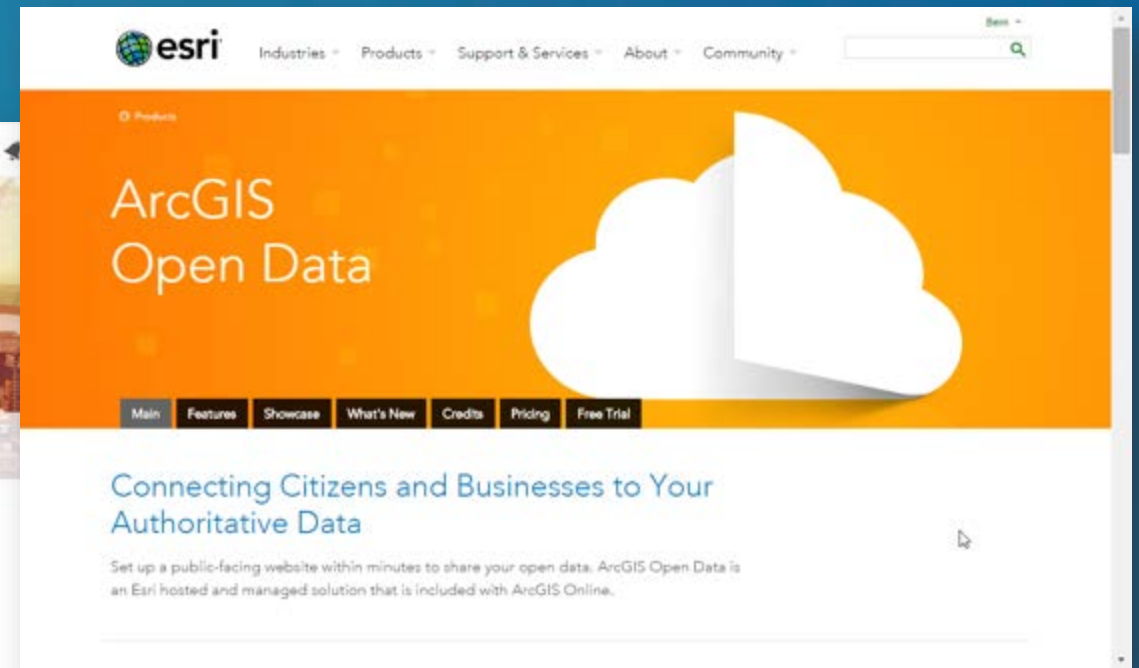 Bern
esri
Industries Products Support & Services About Community
Products
ArcGIS
Open Data
Main Features Showcase What's New Credits Pricing Free Trial
Connecting Citizens and Businesses to Your
Authoritative Data
Set up a public-facing website within minutes to share your open data. ArcGIS Open Data is
an Esri hosted and managed solution that is included with ArcGIS Online.